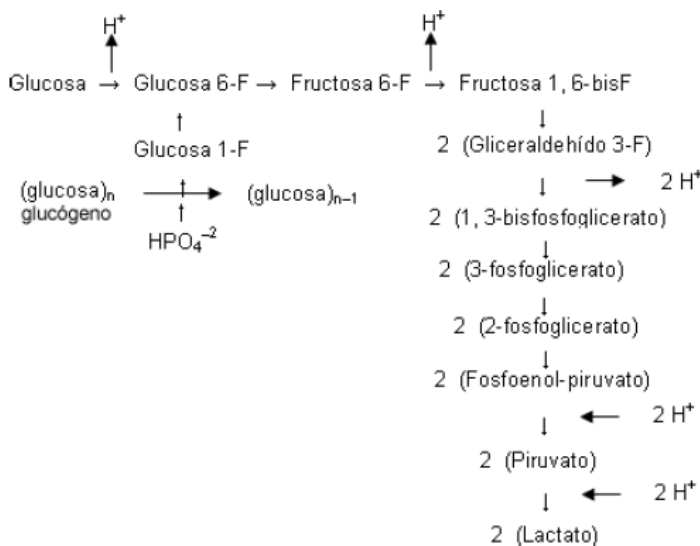 H⁺ H⁺
Glucosa → Glucosa 6-F → Fructosa 6-F → Fructosa 1, 6-bisF
↑ ↓
Glucosa 1-F 2 (Gliceraldehído 3-F)
(glucosa)ₙ → (glucosa)ₙ₋₁ ↓ → 2 H⁺
glucógeno ↑ 2 (1, 3-bisfosfoglicerato)
HPO₄⁻² ↓
2 (3-fosfoglicerato)
↓
2 (2-fosfoglicerato)
↓
2 (Fosfoenol-piruvato)
↓ ← 2 H⁺
2 (Piruvato)
↓ ← 2 H⁺
2 (Lactato)